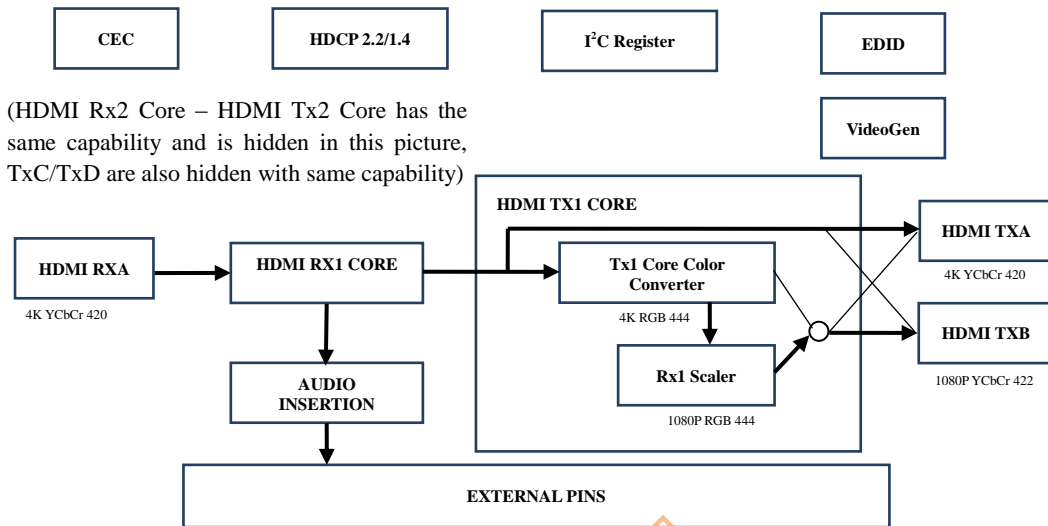 CEC
HDCP 2.2/1.4
I²C Register
EDID
(HDMI Rx2 Core – HDMI Tx2 Core has the
same capability and is hidden in this picture,
TxC/TxD are also hidden with same capability)
VideoGen
HDMI TX1 CORE
HDMI RXA
4K YCbCr 420
HDMI RX1 CORE
Tx1 Core Color
Converter
4K RGB 444
HDMI TXA
4K YCbCr 420
HDMI TXB
1080P YCbCr 422
Rx1 Scaler
1080P RGB 444
AUDIO
INSERTION
EXTERNAL PINS